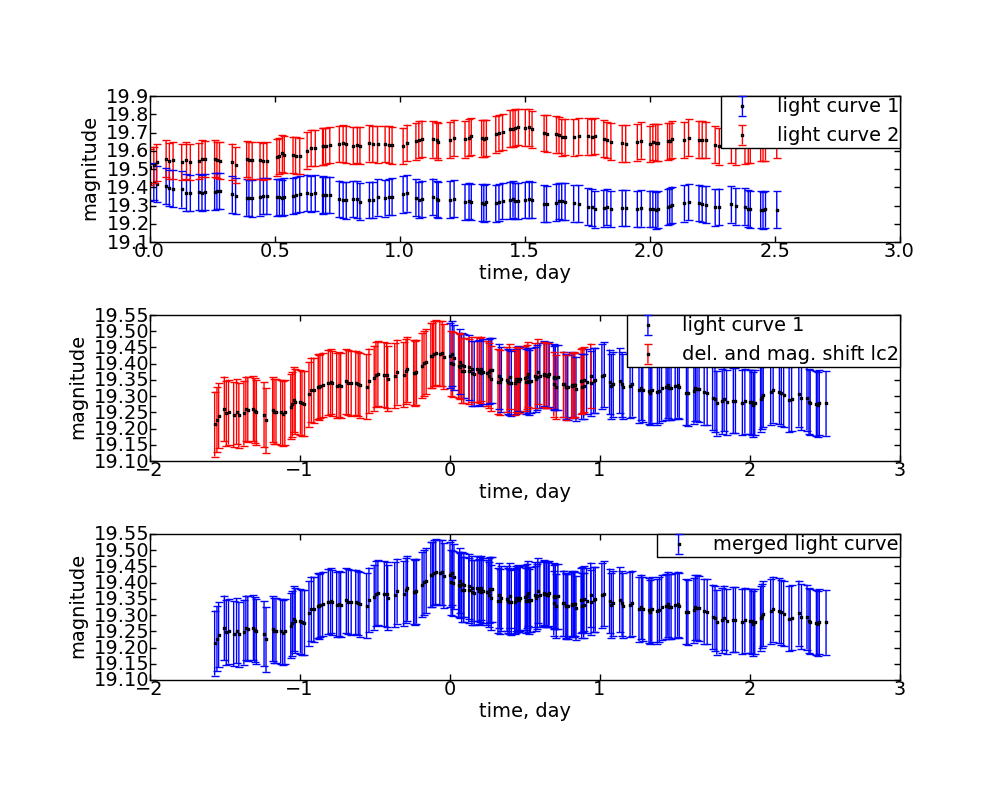 19.9
19.8
19.7
19.6
19.5
19.4
19.3
19.2
19.1
magnitude
light curve 1
light curve 2
0.0 0.5 1.0 1.5 2.0 2.5 3.0
time, day
19.55
19.50
19.45
19.40
19.35
19.30
19.25
19.20
19.15
19.10
magnitude
light curve 1
del. and mag. shift lc2
−2 −1 0 1 2 3
time, day
19.55
19.50
19.45
19.40
19.35
19.30
19.25
19.20
19.15
19.10
magnitude
merged light curve
−2 −1 0 1 2 3
time, day